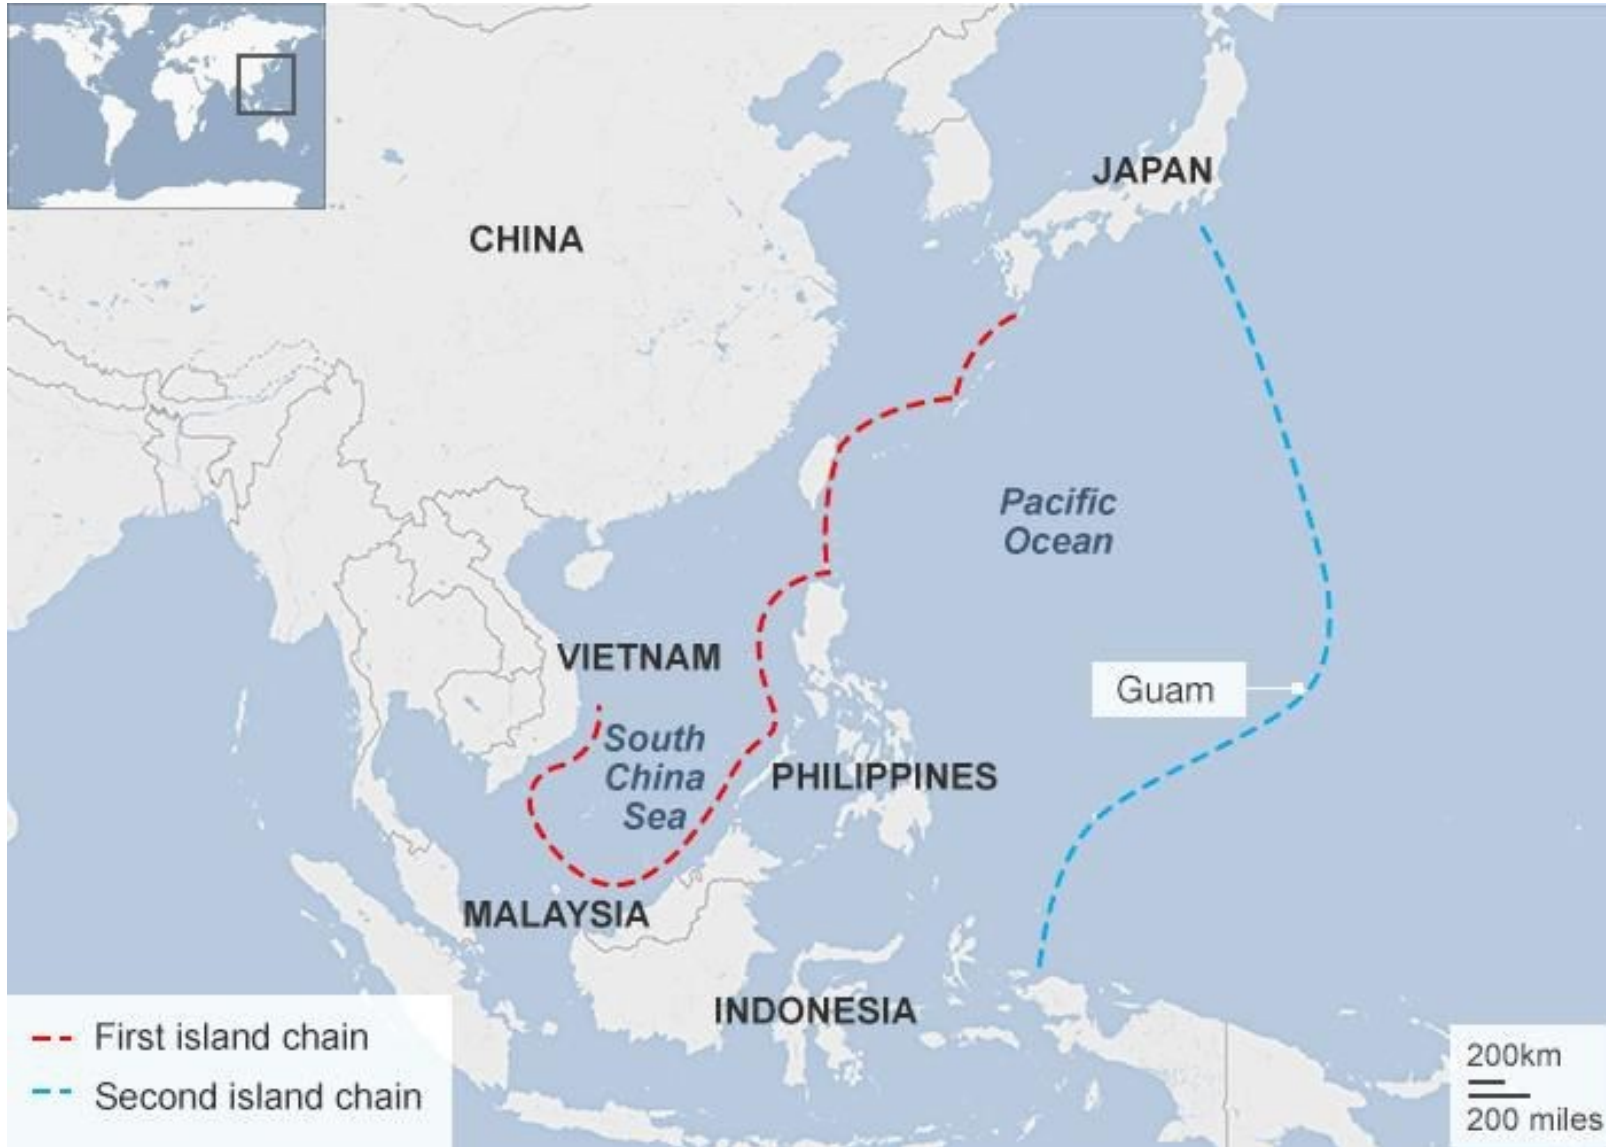 JAPAN
CHINA
Pacific
Ocean
VIETNAM
Guam
South
China
Sea
PHILIPPINES
MALAYSIA
INDONESIA
First island chain
Second island chain
200km
200 miles